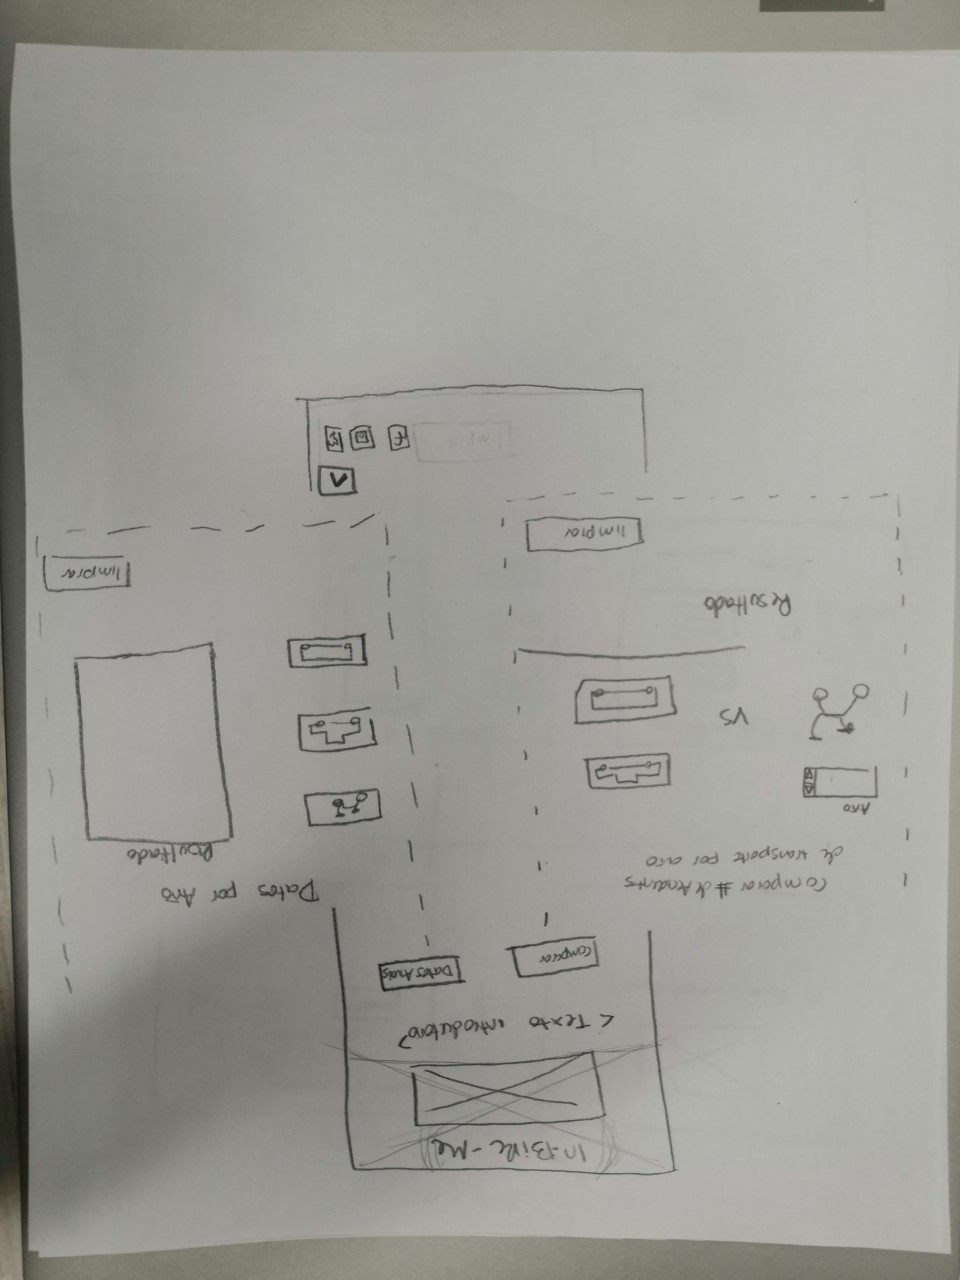 In-Bike-Me
< Texto introductorio>
Comparar
Datos Anuals
Comparar # de Accidentes
de transporte por año
Año
VS
Resultado
limpiar
Datos por Año
Resultado
limpiar
limpiar
f